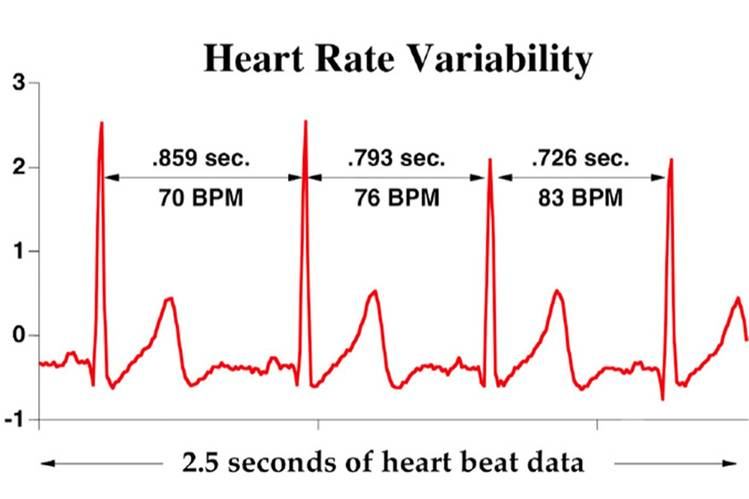 Heart Rate Variability
3
2
1
0
-1
.859 sec.
70 BPM
.793 sec.
76 BPM
.726 sec.
83 BPM
2.5 seconds of heart beat data